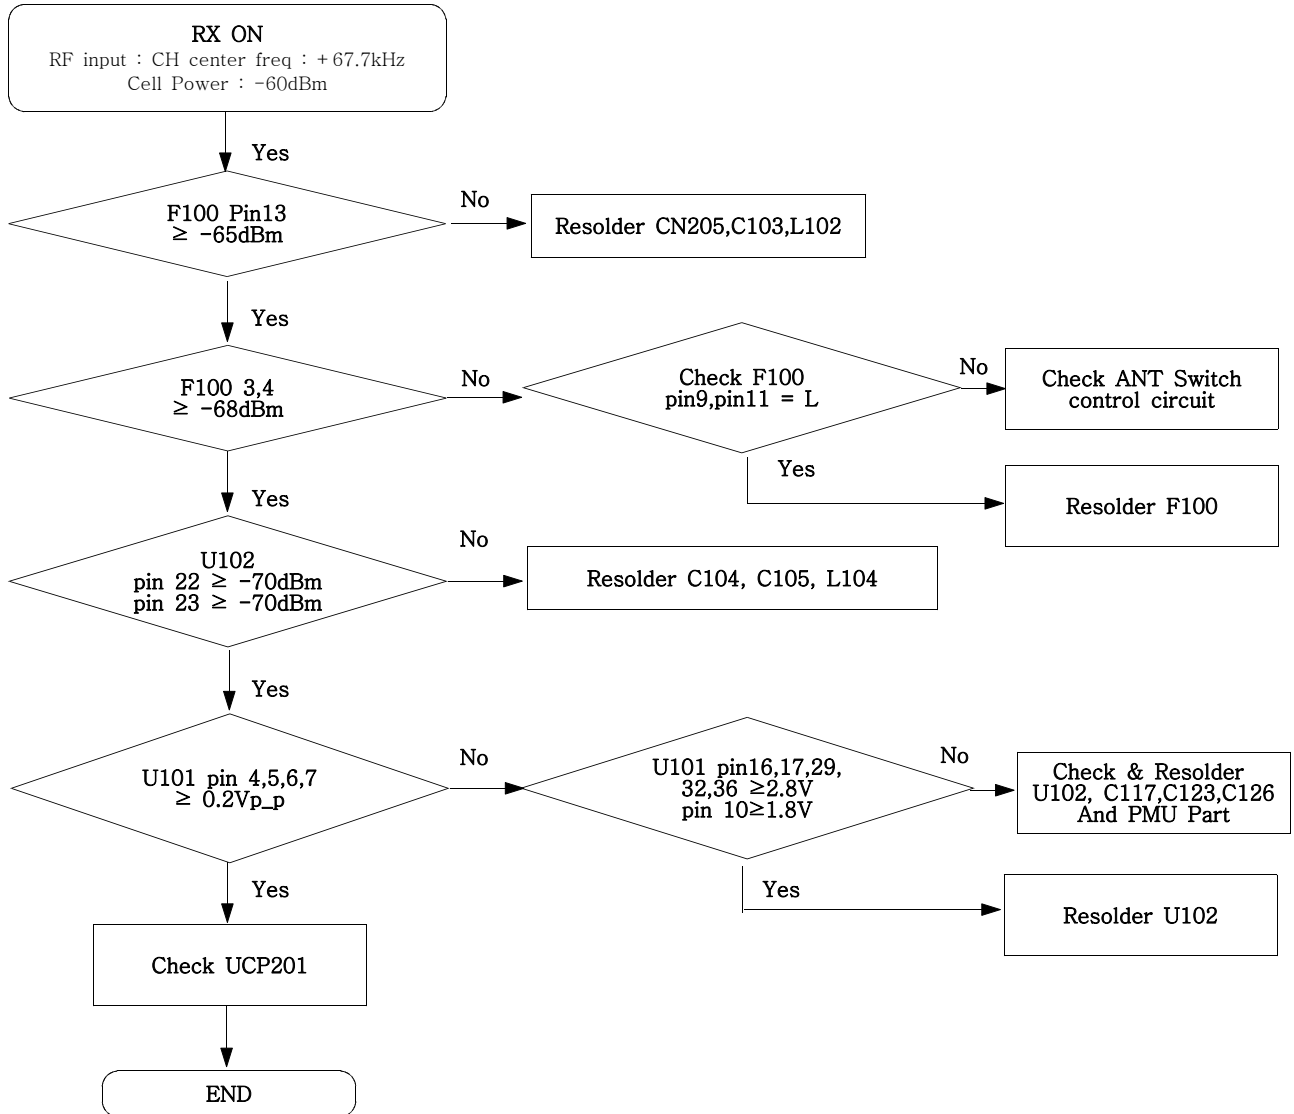 RX ON
RF input : CH center freq : +67.7kHz
Cell Power : -60dBm
Yes
F100 Pin13
≥ -65dBm
No
Resolder CN205,C103,L102
Yes
F100 3,4
≥ -68dBm
No
Check F100
pin9,pin11 = L
No
Check ANT Switch
control circuit
Yes
Resolder F100
Yes
U102
pin 22 ≥ -70dBm
pin 23 ≥ -70dBm
No
Resolder C104, C105, L104
Yes
U101 pin 4,5,6,7
≥ 0.2Vp_p
No
U101 pin16,17,29,
32,36 ≥2.8V
pin 10≥1.8V
No
Check & Resolder
U102, C117,C123,C126
And PMU Part
Yes
Resolder U102
Yes
Check UCP201
END